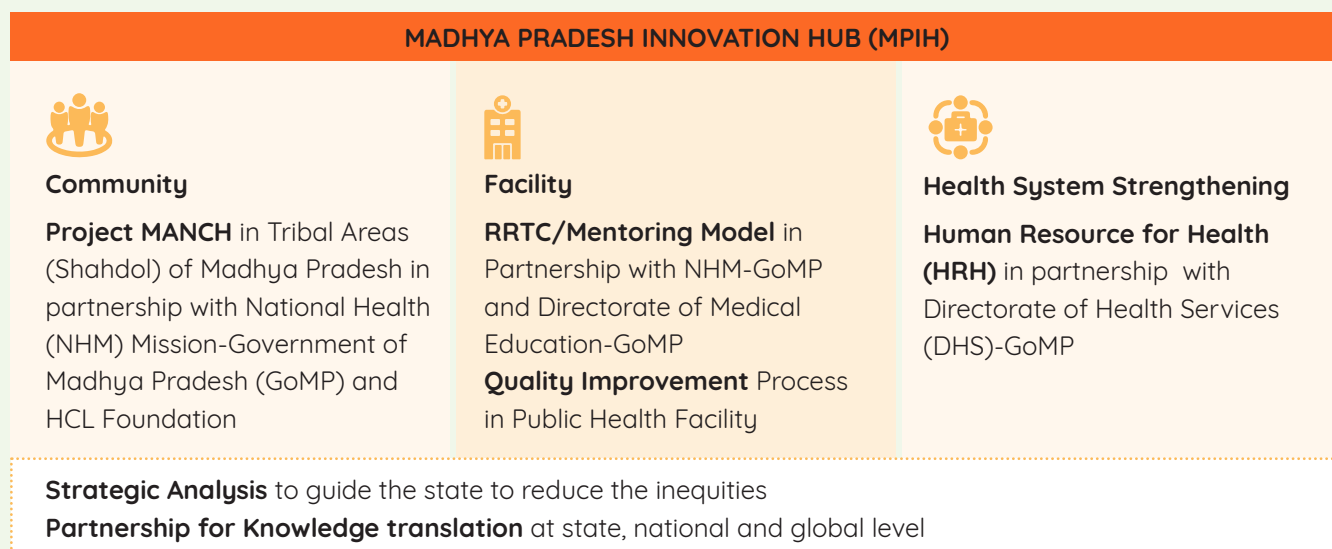 MADHYA PRADESH INNOVATION HUB (MPIH)
Community
Project MANCH in Tribal Areas
(Shahdol) of Madhya Pradesh in
partnership with National Health
(NHM) Mission-Government of
Madhya Pradesh (GoMP) and
HCL Foundation
Facility
RRTC/Mentoring Model in
Partnership with NHM-GoMP
and Directorate of Medical
Education-GoMP
Quality Improvement Process
in Public Health Facility
Health System Strengthening
Human Resource for Health
(HRH) in partnership with
Directorate of Health Services
(DHS)-GoMP
Strategic Analysis to guide the state to reduce the inequities
Partnership for Knowledge translation at state, national and global level